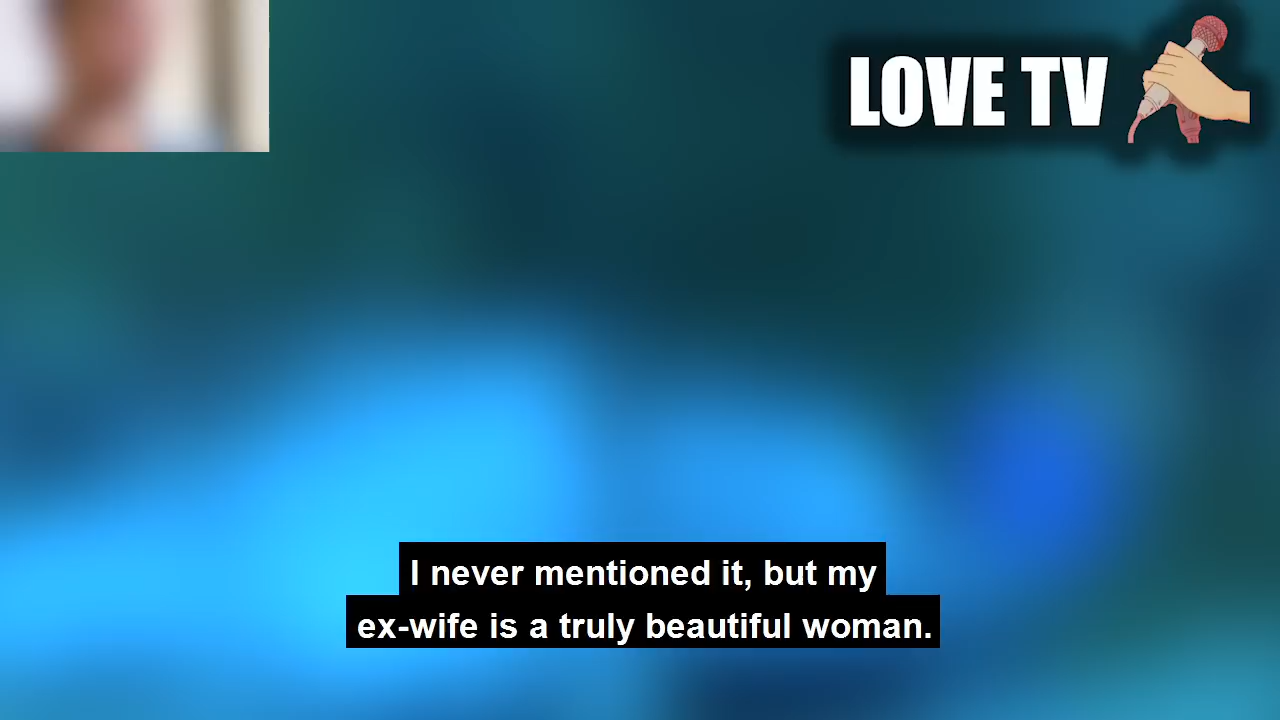 LOVE TV
I never mentioned it, but my
ex-wife is a truly beautiful woman.